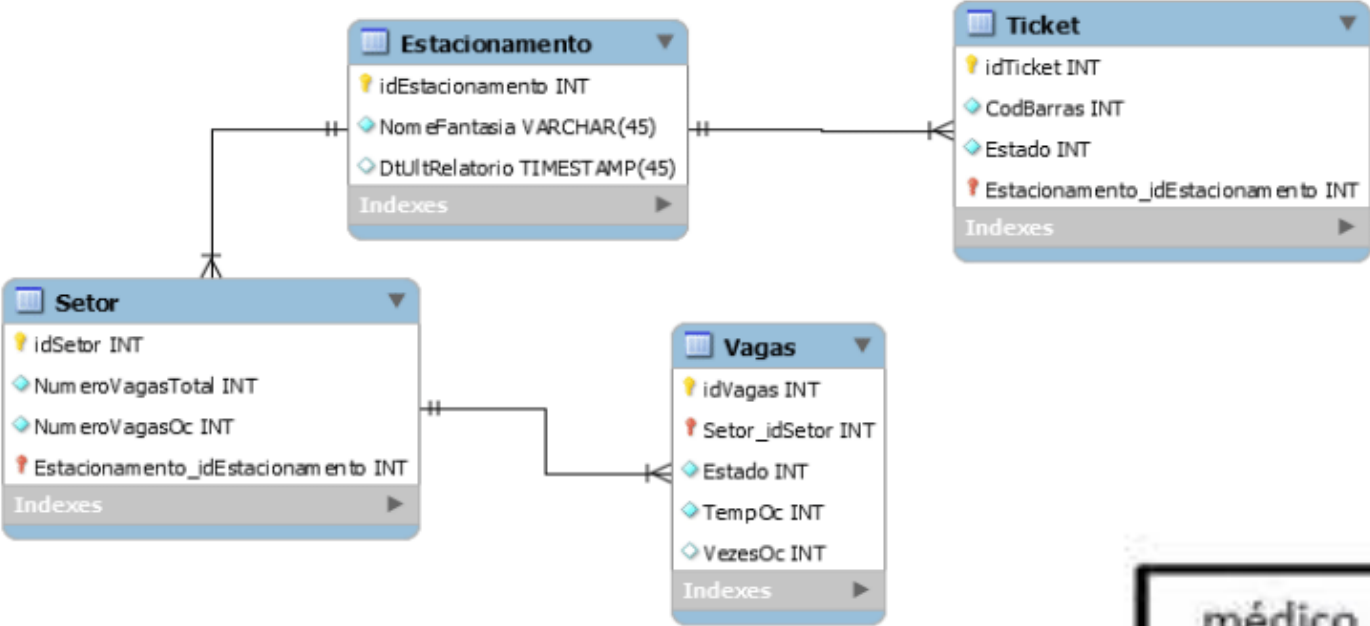 Estacionamento
idEstacionamento INT
NomeFantasia VARCHAR(45)
DtUltRelatorio TIMESTAMP(45)
Indexes
Ticket
idTicket INT
CodBarras INT
Estado INT
Estacionamento_idEstacionamento INT
Indexes
Setor
idSetor INT
NumeroVagasTotal INT
NumeroVagasOc INT
Estacionamento_idEstacionamento INT
Indexes
Vagas
idVagas INT
Setor_idSetor INT
Estado INT
TempOc INT
VezesOc INT
Indexes
médico